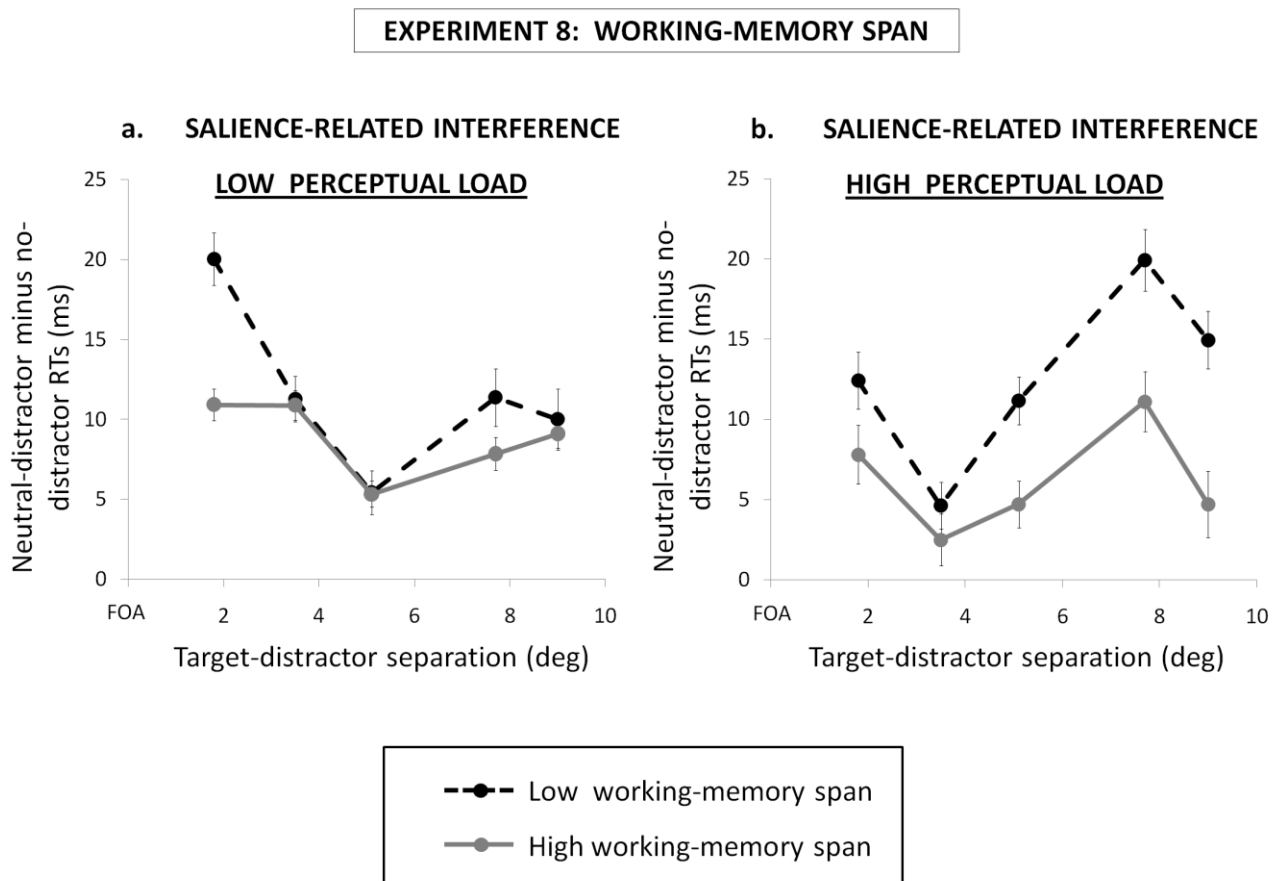 EXPERIMENT 8: WORKING-MEMORY SPAN
a. SALIENCE-RELATED INTERFERENCE
LOW PERCEPTUAL LOAD
Neutral-distractor minus no-
distractor RTs (ms)
25
20
15
10
5
0
FOA 2 4 6 8 10
Target-distractor separation (deg)
b. SALIENCE-RELATED INTERFERENCE
HIGH PERCEPTUAL LOAD
Neutral-distractor minus no-
distractor RTs (ms)
25
20
15
10
5
0
FOA 2 4 6 8 10
Target-distractor separation (deg)
Low working-memory span
High working-memory span